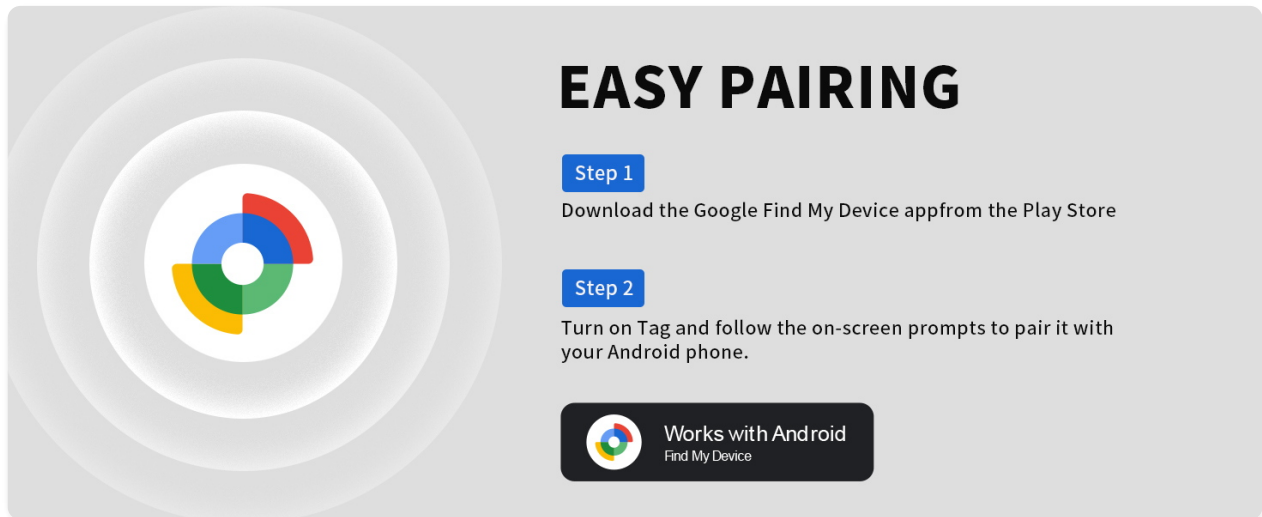 EASY PAIRING
Step 1
Download the Google Find My Device appfrom the Play Store
Step 2
Turn on Tag and follow the on-screen prompts to pair it with
your Android phone.
Works with Android
Find My Device